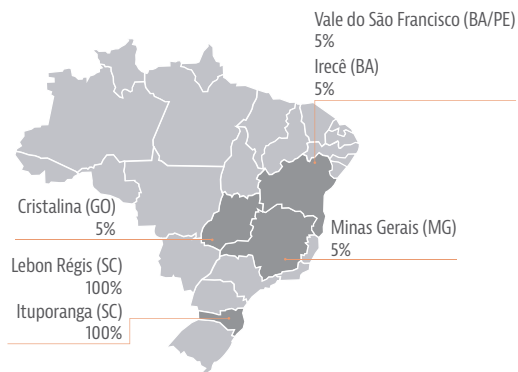 Vale do São Francisco (BA/PE)
5%
Irecê (BA)
5%
Cristalina (GO)
5%
Minas Gerais (MG)
5%
Lebon Régis (SC)
100%
Ituporanga (SC)
100%